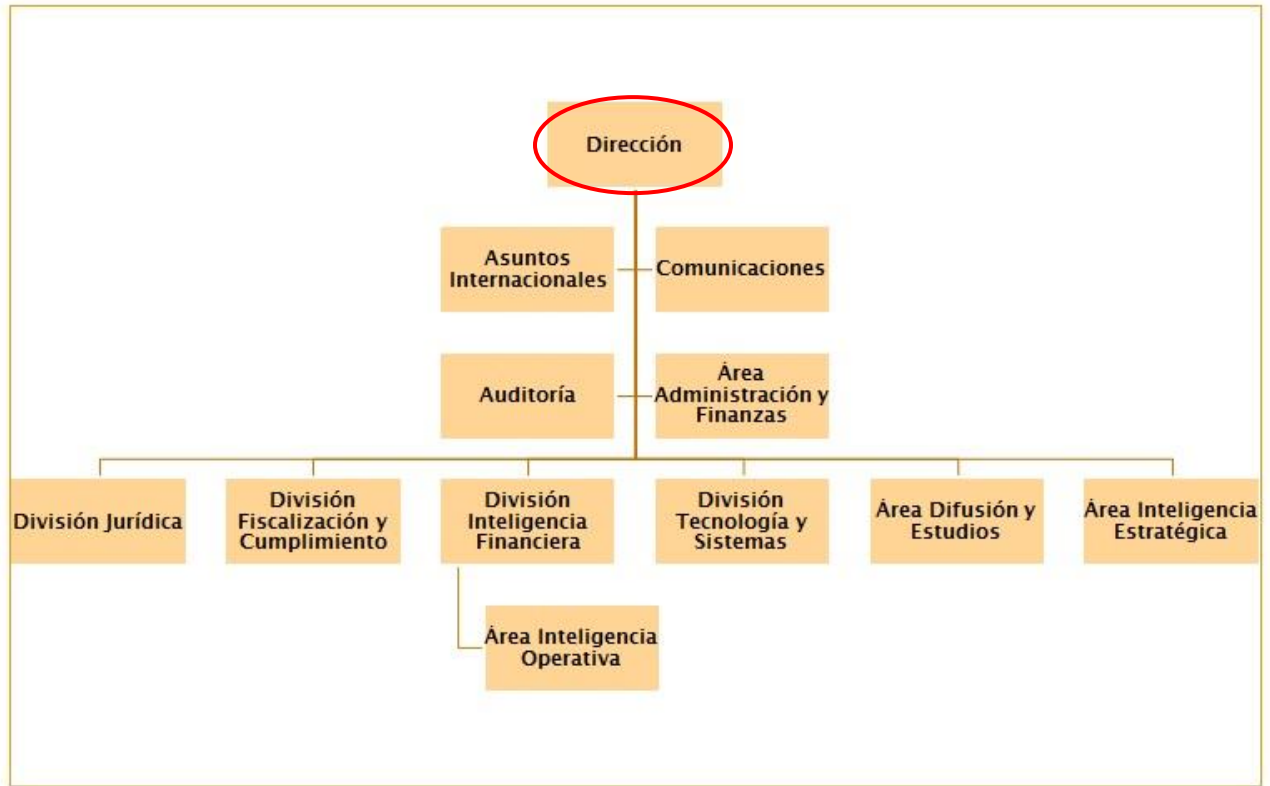 Dirección
Asuntos
Internacionales
Comunicaciones
Auditoría
Área
Administración y
Finanzas
División Jurídica
División
Fiscalización y
Cumplimiento
División
Inteligencia
Financiera
División
Tecnología y
Sistemas
Área Difusión y
Estudios
Área Inteligencia
Estratégica
Área Inteligencia
Operativa